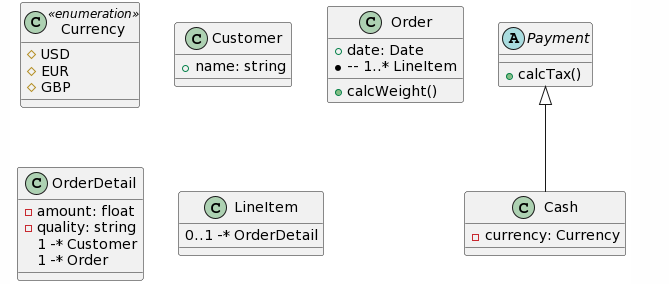 C
«enumeration»
Currency
USD
EUR
GBP
C
Customer
name: string
C
Order
date: Date
-- 1..* LineItem
calcWeight()
A
Payment
calcTax()
C
OrderDetail
amount: float
quality: string
1 -* Customer
1 -* Order
C
LineItem
0..1 -* OrderDetail
C
Cash
currency: Currency